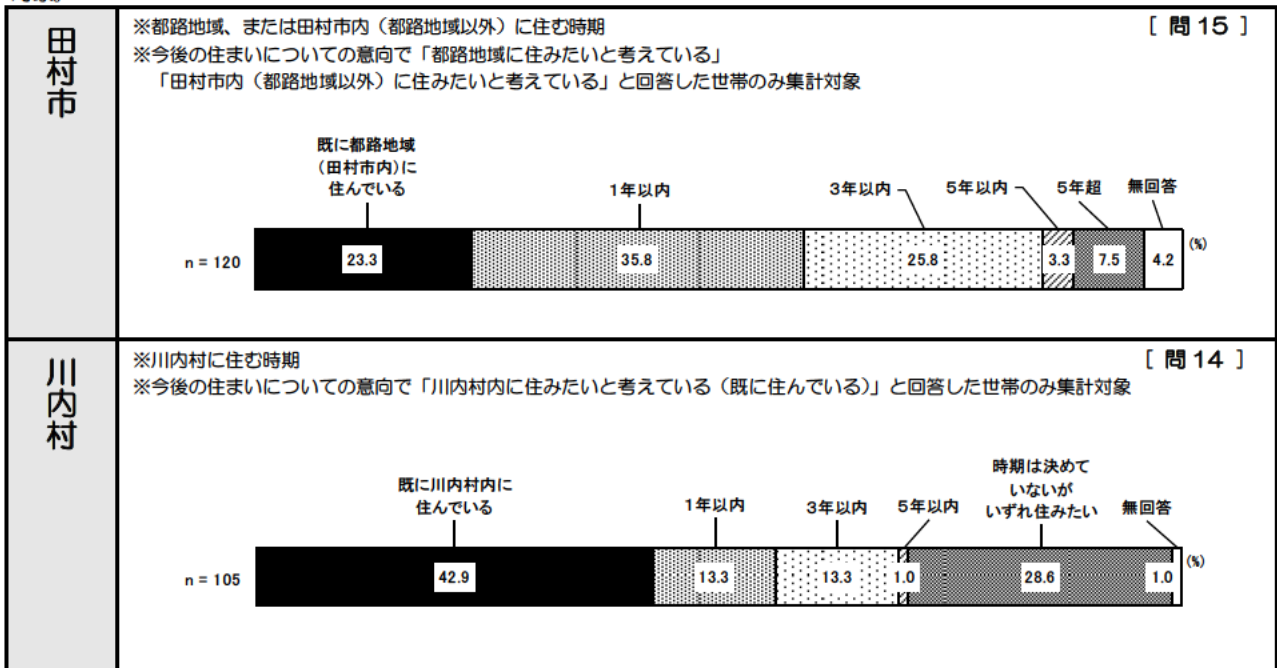 田村市
※都路地域、または田村市内（都路地域以外）に住む時期
[ 問15 ]
※今後の住まいについての意向で「都路地域に住みたいと考えている」
「田村市内（都路地域以外）に住みたいと考えている」と回答した世帯のみ集計対象
既に都路地域
(田村市内)に
住んでいる
1年以内
3年以内
5年以内
5年超
無回答
(%)
n = 120
23.3
35.8
25.8
3.3
7.5
4.2
川内村
※川内村に住む時期
[ 問14 ]
※今後の住まいについての意向で「川内村内に住みたいと考えている（既に住んでいる）」と回答した世帯のみ集計対象
既に川内村内に
住んでいる
1年以内
3年以内
5年以内
時期は決めて
いないが
いずれ住みたい
無回答
(%)
n = 105
42.9
13.3
13.3
1.0
28.6
1.0